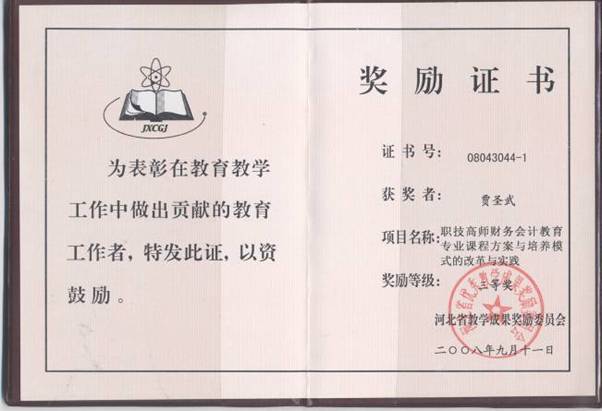 JXCGJ
为表彰在教育教学
工作中做出贡献的教育
工作者，特发此证，以资
鼓励。
奖励证书
证书号：08043044-1
获奖者：贾圣武
项目名称：职技高师财务会计教育
专业课程方案与培养模
式的改革与实践
奖励等级：三等奖
河北省教学成果奖励委员会
二〇〇八年九月十一日